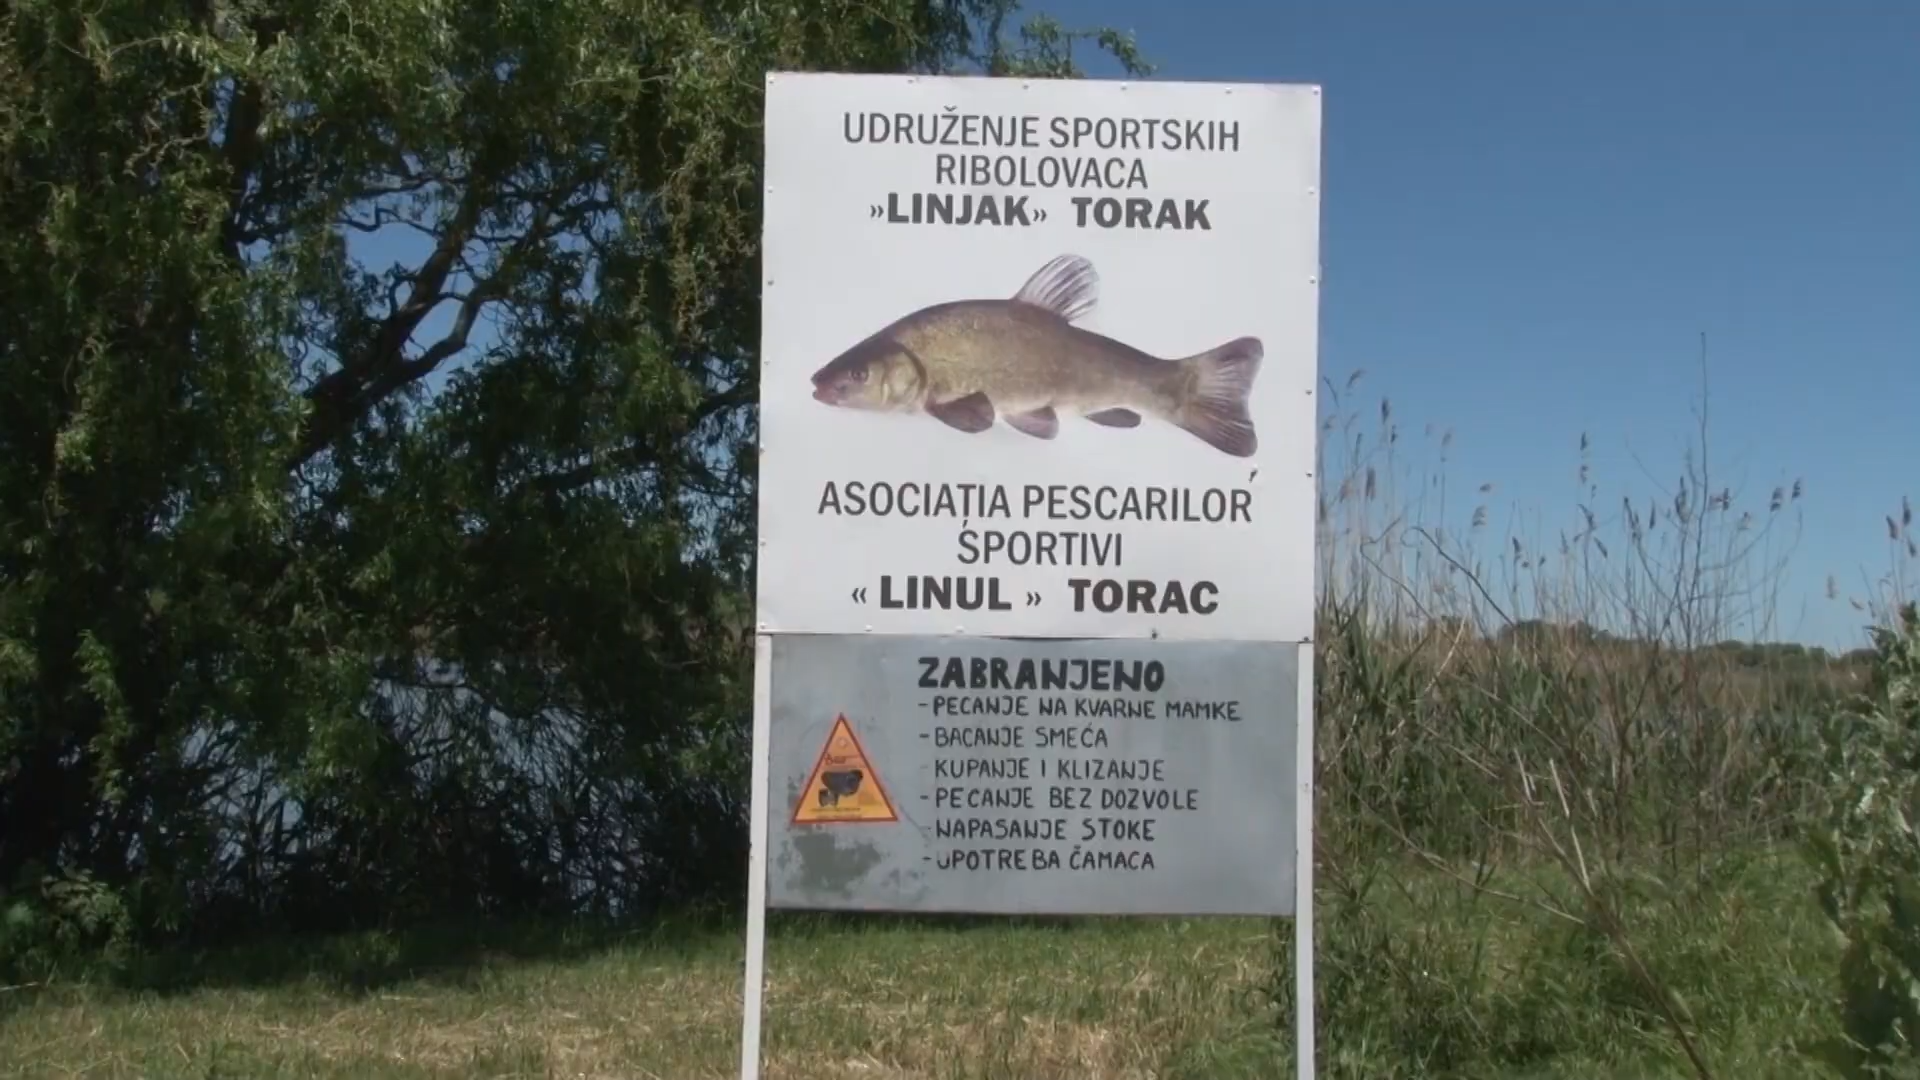 UDRUŽENJE SPORTSKIH
RIBOLOVACA
»LINJAK» TORAK
ASOCIAȚIA PESCARILOR
SPORTIVI
« LINUL » TORAC
ZABRANJENO
-PECANJE NA KVARNE MAMKE
-BACANJE SMEĆA
-KUPANJE I KLIZANJE
-PECANJE BEZ DOZVOLE
-NAPASANJE STOKE
-UPOTREBA ČAMACA